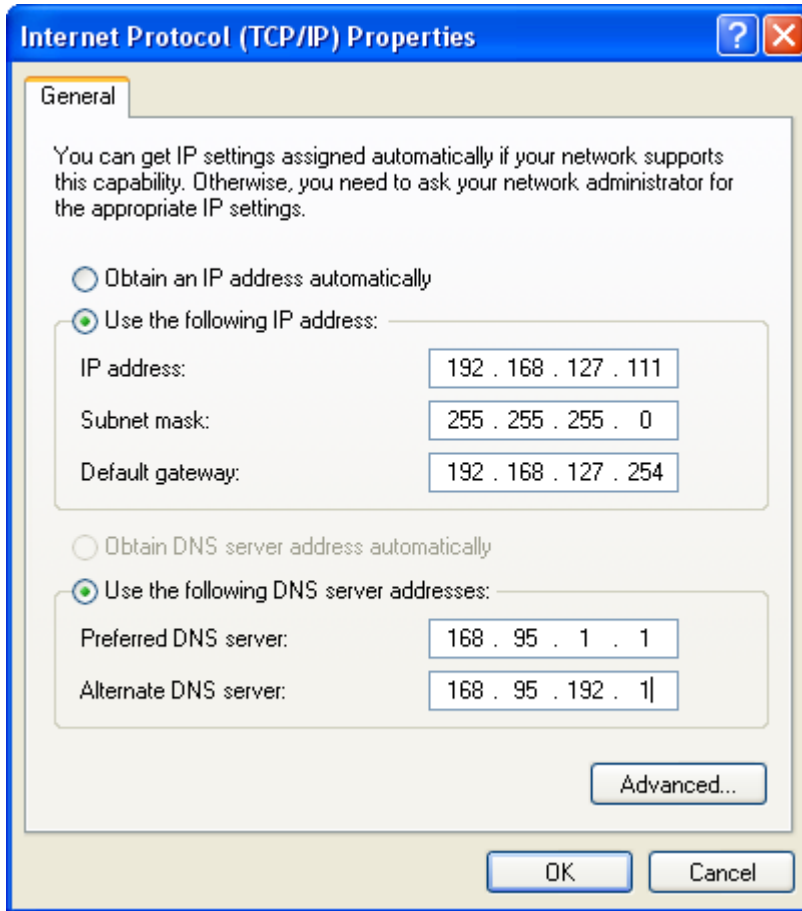 Internet Protocol (TCP/IP) Properties
?
General
You can get IP settings assigned automatically if your network supports
this capability. Otherwise, you need to ask your network administrator for
the appropriate IP settings.
Obtain an IP address automatically
Use the following IP address:
IP address: 192 . 168 . 127 . 111
Subnet mask: 255 . 255 . 255 . 0
Default gateway: 192 . 168 . 127 . 254
Obtain DNS server address automatically
Use the following DNS server addresses:
Preferred DNS server: 168 . 95 . 1 . 1
Alternate DNS server: 168 . 95 . 192 . 1
Advanced...
OK Cancel